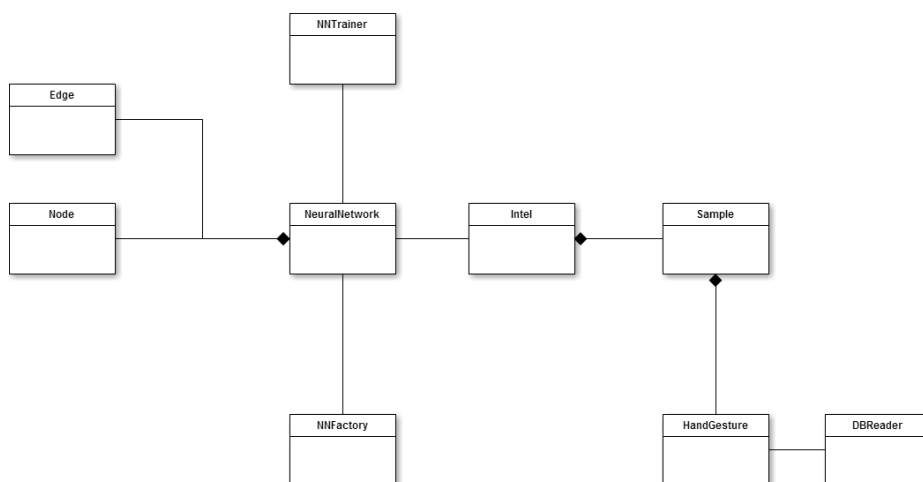 NNTrainer
Edge
Node
NeuralNetwork
Intel
Sample
NNFactory
HandGesture
DBReader